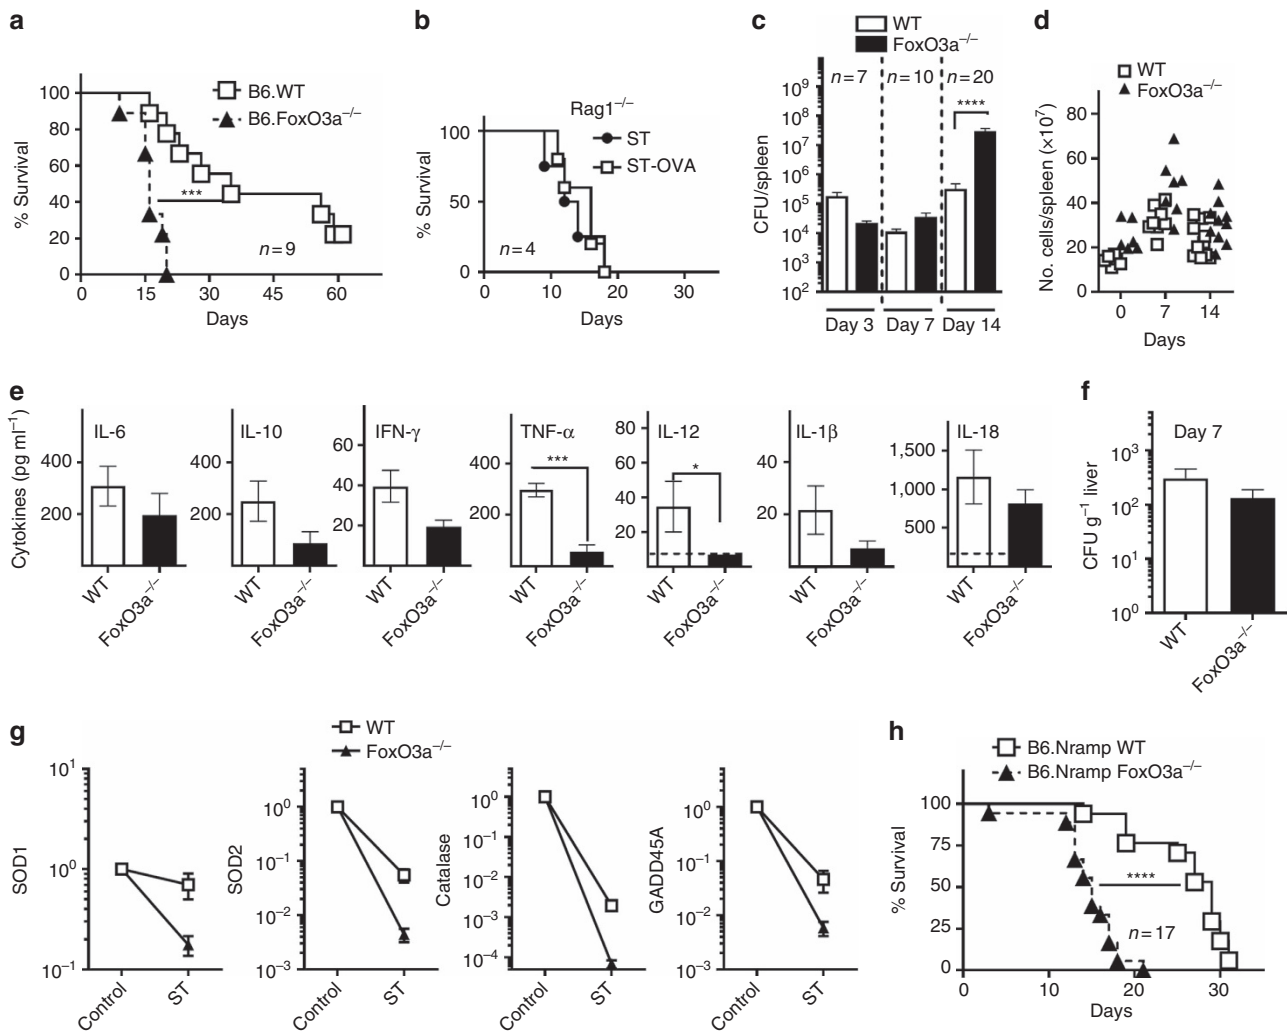 a
B6.WT
B6.FoxO3a−/−
% Survival
100
80
60
40
20
0
***
n=9
0 15 30 45 60
Days
b
Rag1−/−
ST
ST-OVA
% Survival
100
50
0
n=4
0 10 20 30
Days
c
WT
FoxO3a−/−
CFU/spleen
10⁹
10⁸
10⁷
10⁶
10⁵
10⁴
10³
10²
n=7 n=10 n=20
****
Day 3 Day 7 Day 14
d
WT
FoxO3a−/−
No. cells/spleen (×10⁷)
80
60
40
20
0
0 7 14
Days
e
Cytokines (pg ml−1)
IL-6
400
200
WT
FoxO3a−/−
IL-10
400
200
WT
FoxO3a−/−
IFN-γ
60
40
20
WT
FoxO3a−/−
TNF-α
***
400
200
WT
FoxO3a−/−
IL-12
*
80
60
40
20
WT
FoxO3a−/−
IL-1β
40
20
WT
FoxO3a−/−
IL-18
1,500
1,000
500
WT
FoxO3a−/−
f
Day 7
CFU g−1 liver
10³
10²
10¹
10⁰
WT
FoxO3a−/−
g
WT
FoxO3a−/−
SOD1
10¹
10⁰
10−1
Control
ST
SOD2
10⁰
10−1
10−2
10−3
Control
ST
Catalase
10⁰
10−1
10−2
10−3
10−4
Control
ST
GADD45A
10⁰
10−1
10−2
10−3
Control
ST
h
B6.Nramp WT
B6.Nramp FoxO3a−/−
% Survival
100
75
50
25
0
****
n=17
0 10 20 30
Days